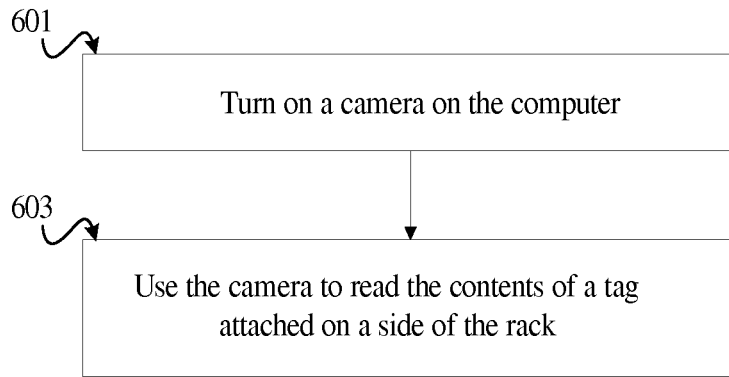 601
Turn on a camera on the computer
603
Use the camera to read the contents of a tag
attached on a side of the rack